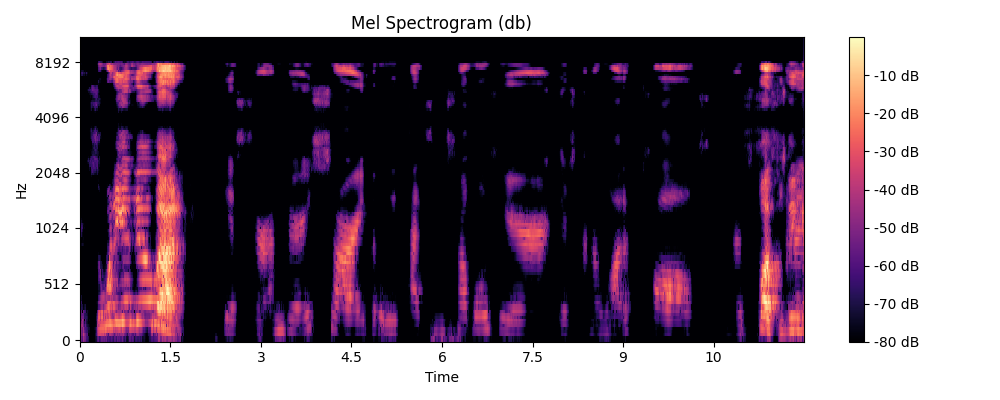 Mel Spectrogram (db)
Hz
8192
4096
2048
1024
512
0
0 1.5 3 4.5 6 7.5 9 10
Time
-10 dB
-20 dB
-30 dB
-40 dB
-50 dB
-60 dB
-70 dB
-80 dB